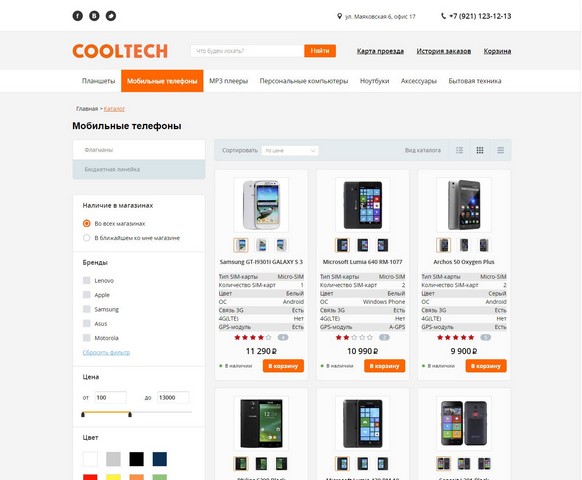 ул. Маяковская 6, офис 17
+7 (921) 123-12-13
COOLTECH
Что будем искать?
Найти
Карта проезда
История заказов
Корзина
Планшеты
Мобильные телефоны
MP3 плееры
Персональные компьютеры
Ноутбуки
Аксессуары
Бытовая техника
Главная > Каталог
Мобильные телефоны
Флагманы
Бюджетная линейка
Сортировать
По цене
Вид каталога
Наличие в магазинах
Во всех магазинах
В ближайшем ко мне магазине
Бренды
Lenovo
Apple
Samsung
Asus
Motorola
Сбросить фильтр
Цена
от 100 до 13000
Цвет
Samsung GT-I9301I GALAXY S 3
Тип SIM-карты Micro-SIM
Количество SIM-карт 1
Цвет Белый
ОС Android
Связь 3G Есть
4G(LTE) Нет
GPS-модуль Есть
11 290 ₽
В наличии
В корзину
Microsoft Lumia 640 RM-1077
Тип SIM-карты Micro-SIM
Количество SIM-карт 2
Цвет Белый
ОС Windows Phone
Связь 3G Есть
4G(LTE) Нет
GPS-модуль A-GPS
10 990 ₽
В наличии
В корзину
Archos 50 Oxygen Plus
Тип SIM-карты Micro-SIM
Количество SIM-карт 2
Цвет Серый
ОС Android
Связь 3G Есть
4G(LTE) Нет
GPS-модуль Есть
9 900 ₽
В наличии
В корзину